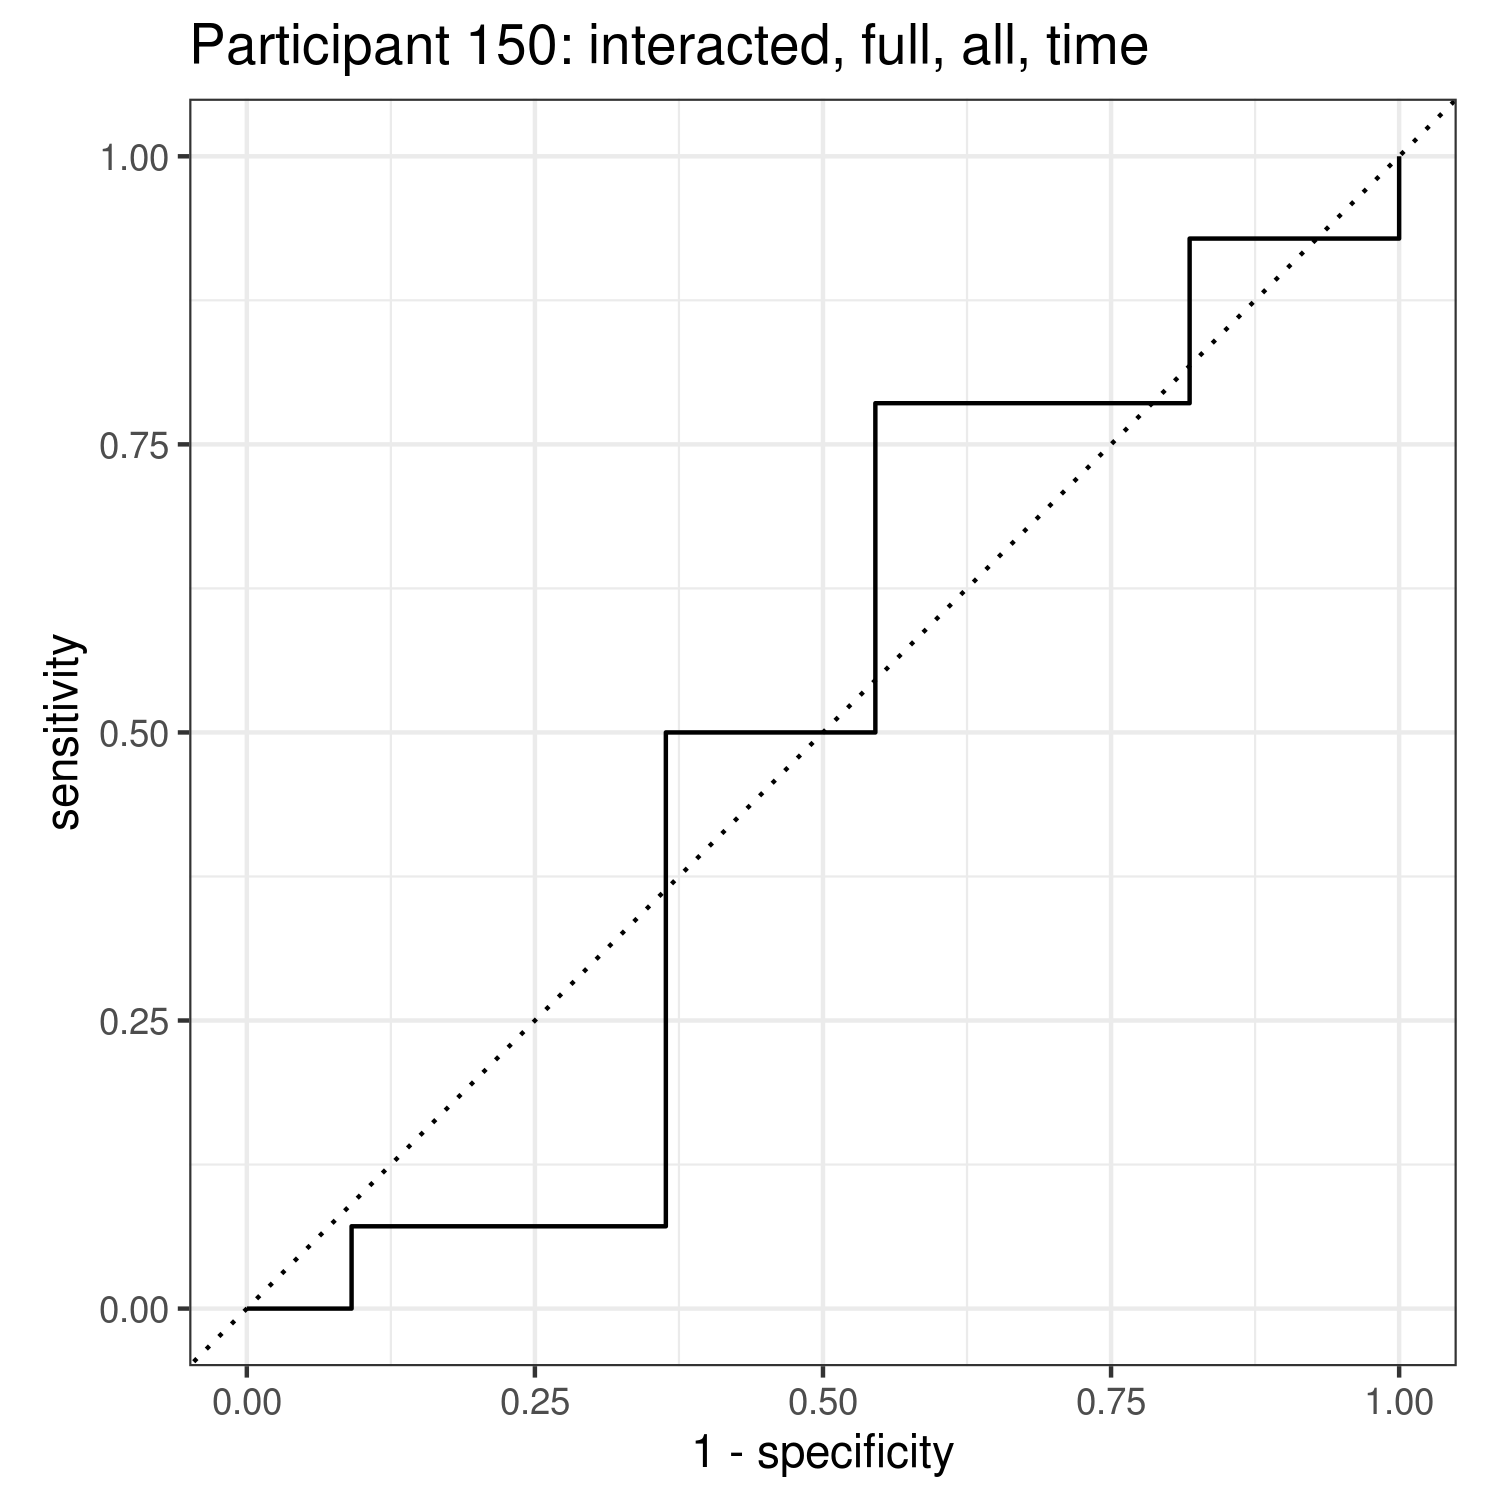 Participant 150: interacted, full, all, time
1.00
0.75
0.50
0.25
0.00
sensitivity
0.00 0.25 0.50 0.75 1.00
1 - specificity